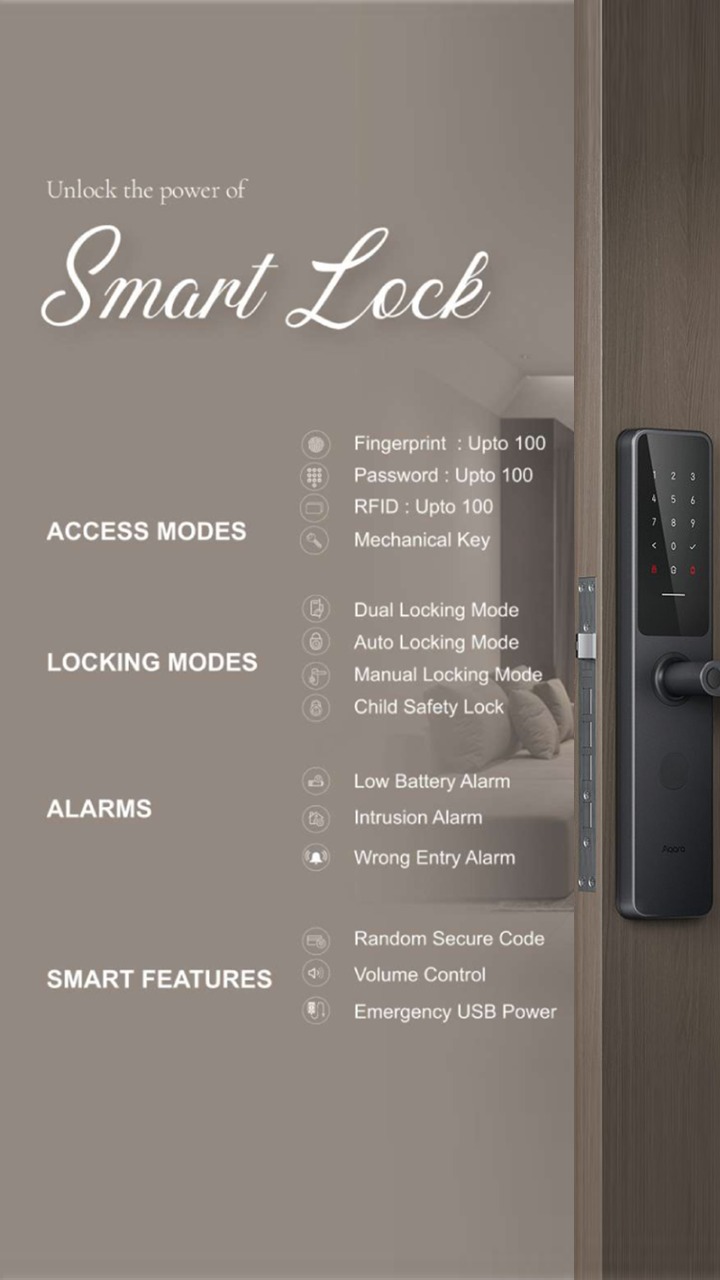 Unlock the power of
Smart Lock
ACCESS MODES
Fingerprint : Upto 100
Password : Upto 100
RFID : Upto 100
Mechanical Key
LOCKING MODES
Dual Locking Mode
Auto Locking Mode
Manual Locking Mode
Child Safety Lock
ALARMS
Low Battery Alarm
Intrusion Alarm
Wrong Entry Alarm
SMART FEATURES
Random Secure Code
Volume Control
Emergency USB Power
1 2 3
4 5 6
7 8 9
< 0 ✓
Aqara